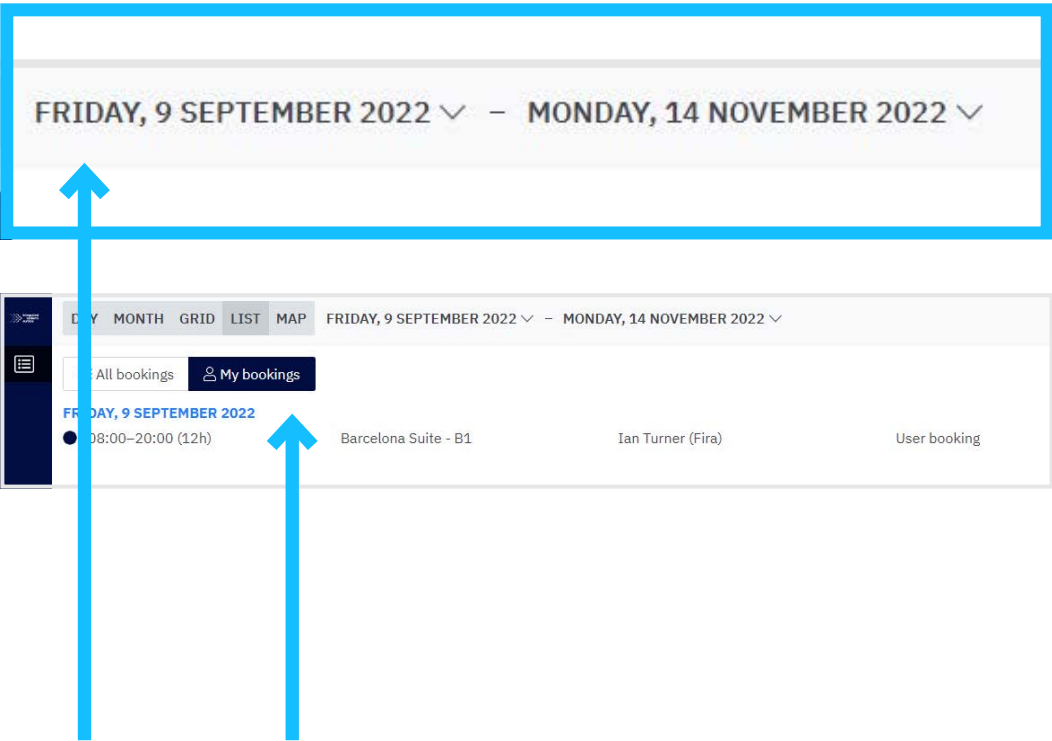 FRIDAY, 9 SEPTEMBER 2022 – MONDAY, 14 NOVEMBER 2022
MONTH GRID LIST MAP FRIDAY, 9 SEPTEMBER 2022 – MONDAY, 14 NOVEMBER 2022
All bookings My bookings
FRIDAY, 9 SEPTEMBER 2022
08:00–20:00 (12h) Barcelona Suite - B1 Ian Turner (Fira) User booking